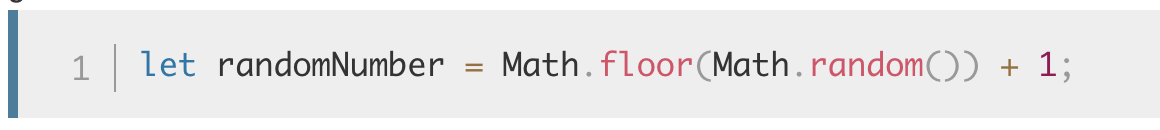 1 let randomNumber = Math.floor(Math.random()) + 1;